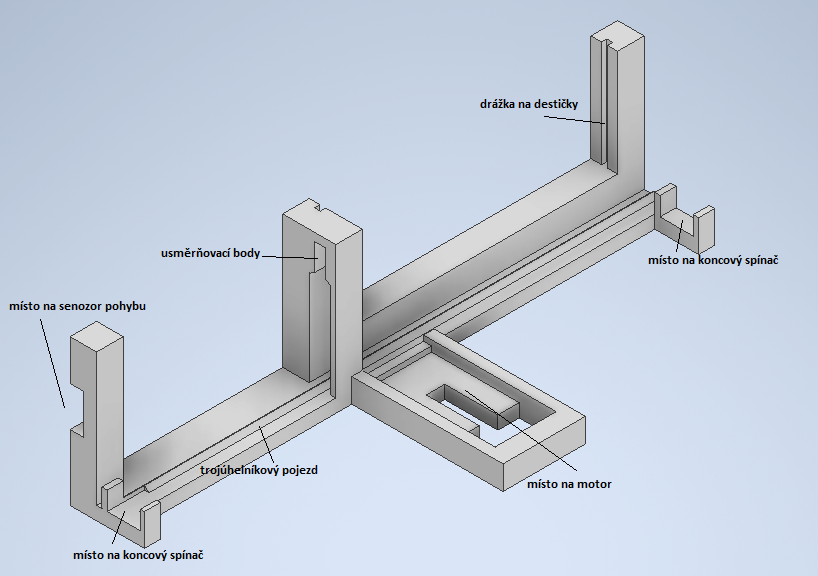 drážka na destičky
usměrňovací body
místo na koncový spínač
místo na senozor pohybu
trojúhelníkový pojezd
místo na motor
místo na koncový spínač